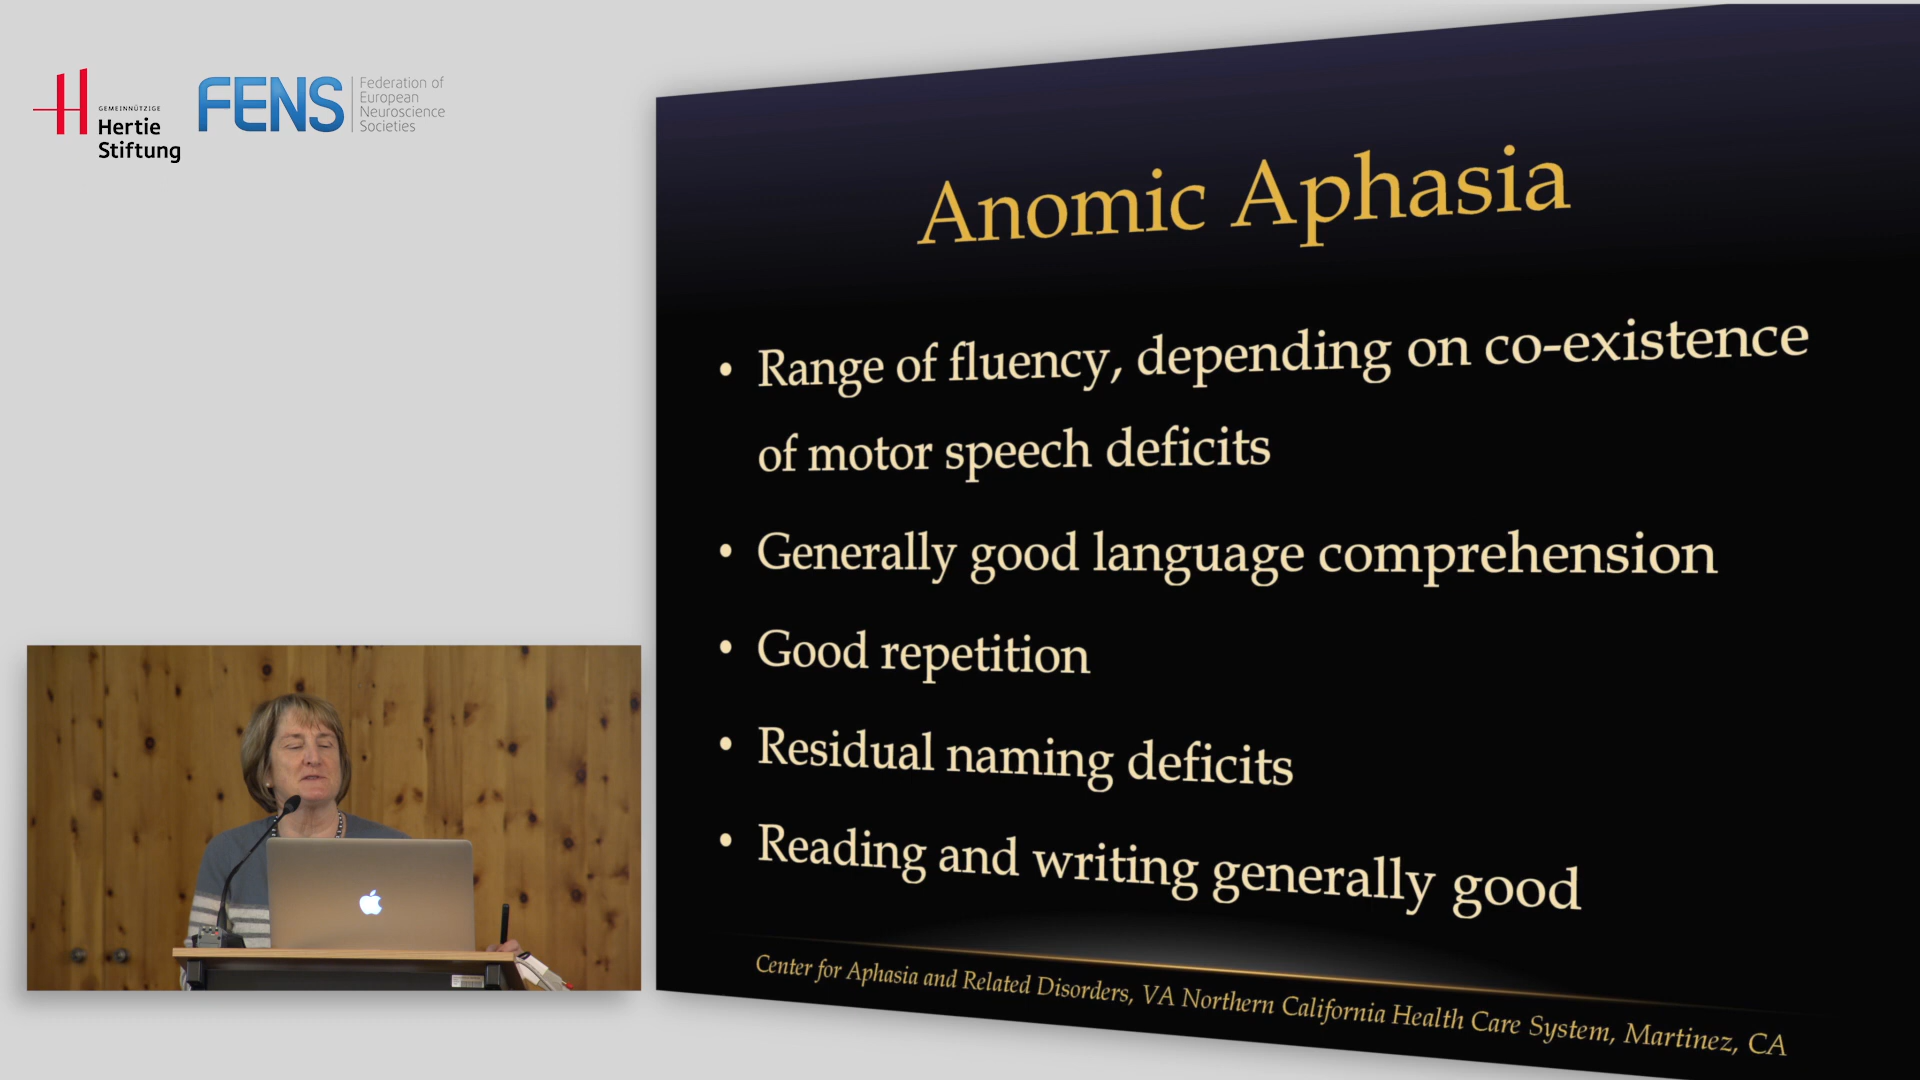 GEMEINNÜTZIGE
Hertie
Stiftung
FENS
Federation of
European
Neuroscience
Societies
Anomic Aphasia
• Range of fluency, depending on co-existence
of motor speech deficits
• Generally good language comprehension
• Good repetition
• Residual naming deficits
• Reading and writing generally good
Center for Aphasia and Related Disorders, VA Northern California Health Care System, Martinez, CA